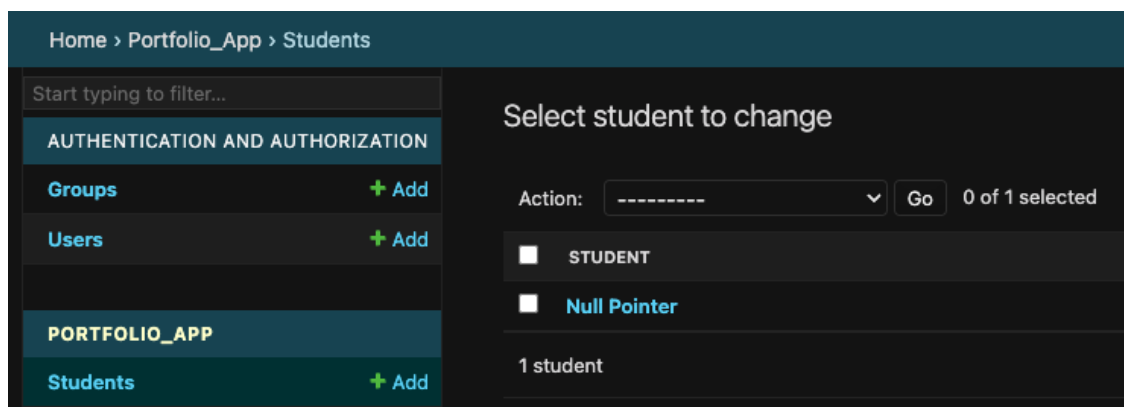 Home › Portfolio_App › Students
Start typing to filter...
AUTHENTICATION AND AUTHORIZATION
Groups + Add
Users + Add
PORTFOLIO_APP
Students + Add
Select student to change
Action: --------- Go 0 of 1 selected
STUDENT
Null Pointer
1 student